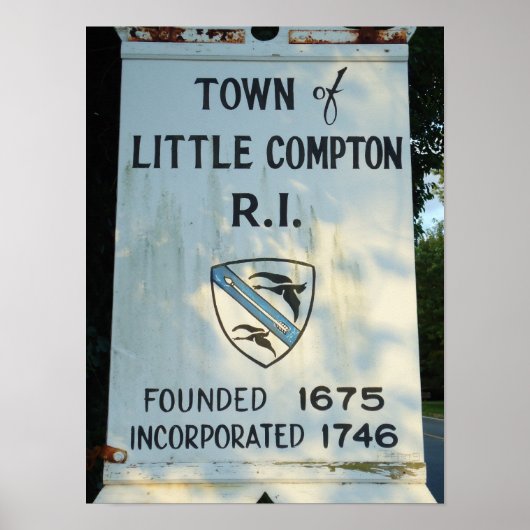 TOWN of
LITTLE COMPTON
R.I.
FOUNDED 1675
INCORPORATED 1746